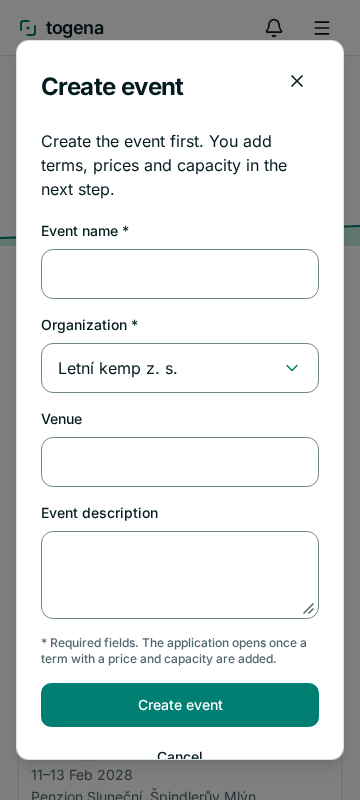 togena
Create event
Create the event first. You add
terms, prices and capacity in the
next step.
Event name *
Organization *
Letní kemp z. s.
Venue
Event description
* Required fields. The application opens once a
term with a price and capacity are added.
Create event
Cancel
11–13 Feb 2028
Penzion Sluneční, Špindlerův Mlýn